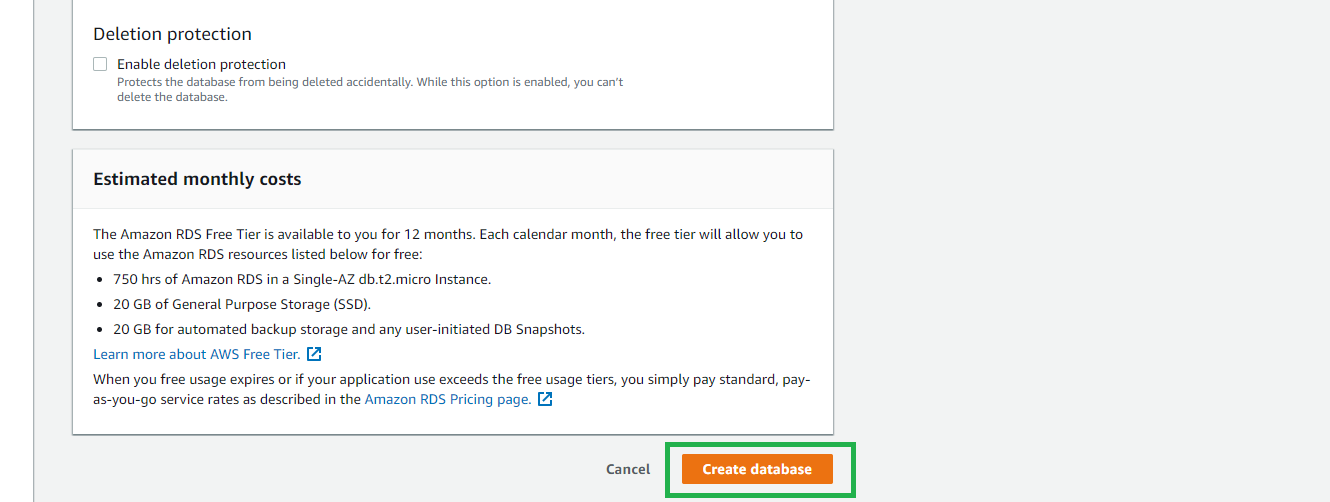 Deletion protection
Enable deletion protection
Protects the database from being deleted accidentally. While this option is enabled, you can't
delete the database.
Estimated monthly costs
The Amazon RDS Free Tier is available to you for 12 months. Each calendar month, the free tier will allow you to
use the Amazon RDS resources listed below for free:
• 750 hrs of Amazon RDS in a Single-AZ db.t2.micro Instance.
• 20 GB of General Purpose Storage (SSD).
• 20 GB for automated backup storage and any user-initiated DB Snapshots.
Learn more about AWS Free Tier.
When you free usage expires or if your application use exceeds the free usage tiers, you simply pay standard, pay-
as-you-go service rates as described in the Amazon RDS Pricing page.
Cancel Create database